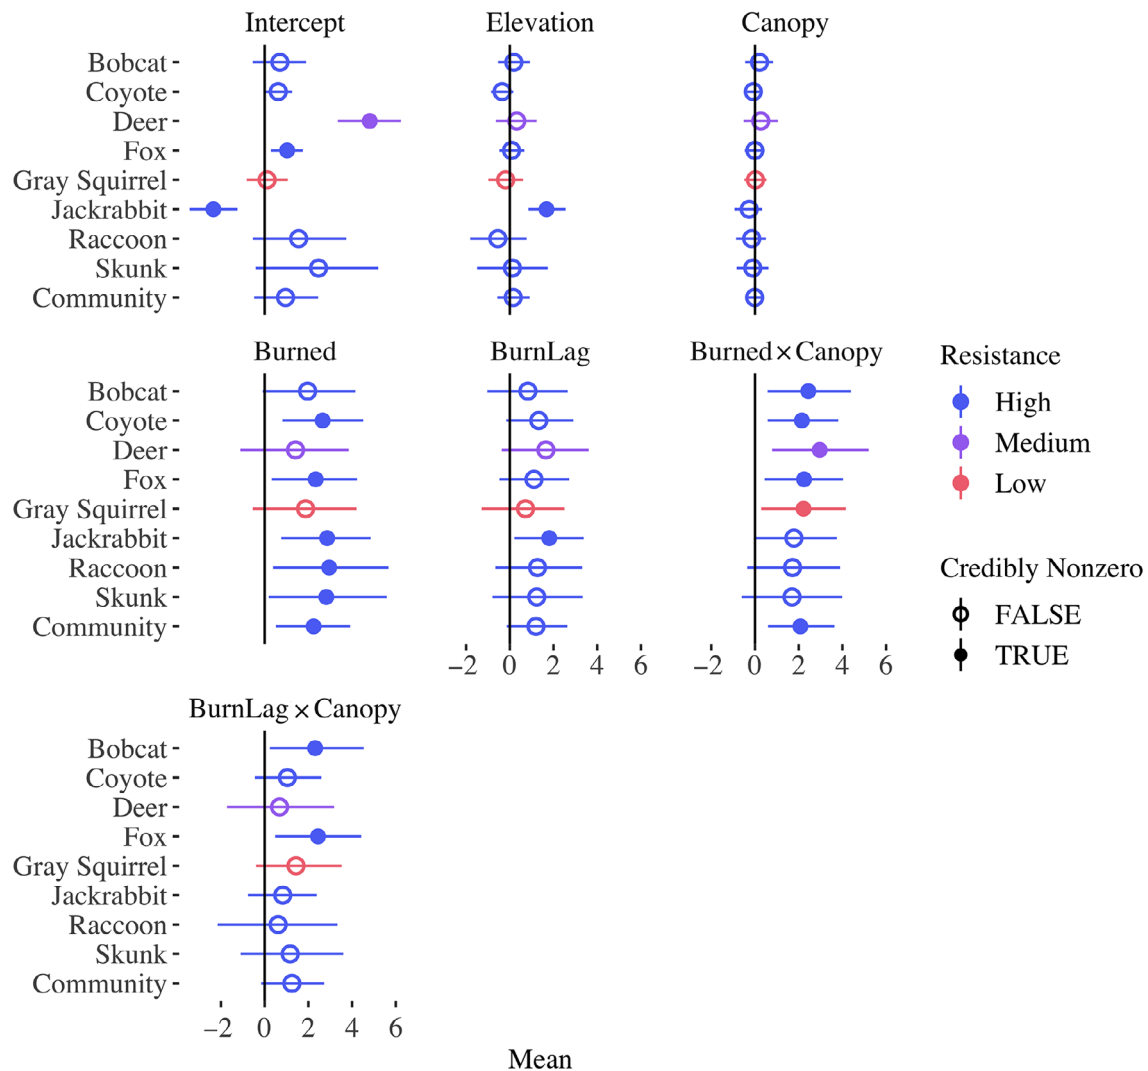 Intercept
Elevation
Canopy
Bobcat
Coyote
Deer
Fox
Gray Squirrel
Jackrabbit
Raccoon
Skunk
Community
Burned
BurnLag
Burned × Canopy
Bobcat
Coyote
Deer
Fox
Gray Squirrel
Jackrabbit
Raccoon
Skunk
Community
−2 0 2 4 6
−2 0 2 4 6
BurnLag × Canopy
Bobcat
Coyote
Deer
Fox
Gray Squirrel
Jackrabbit
Raccoon
Skunk
Community
−2 0 2 4 6
Mean
Resistance
High
Medium
Low
Credibly Nonzero
FALSE
TRUE